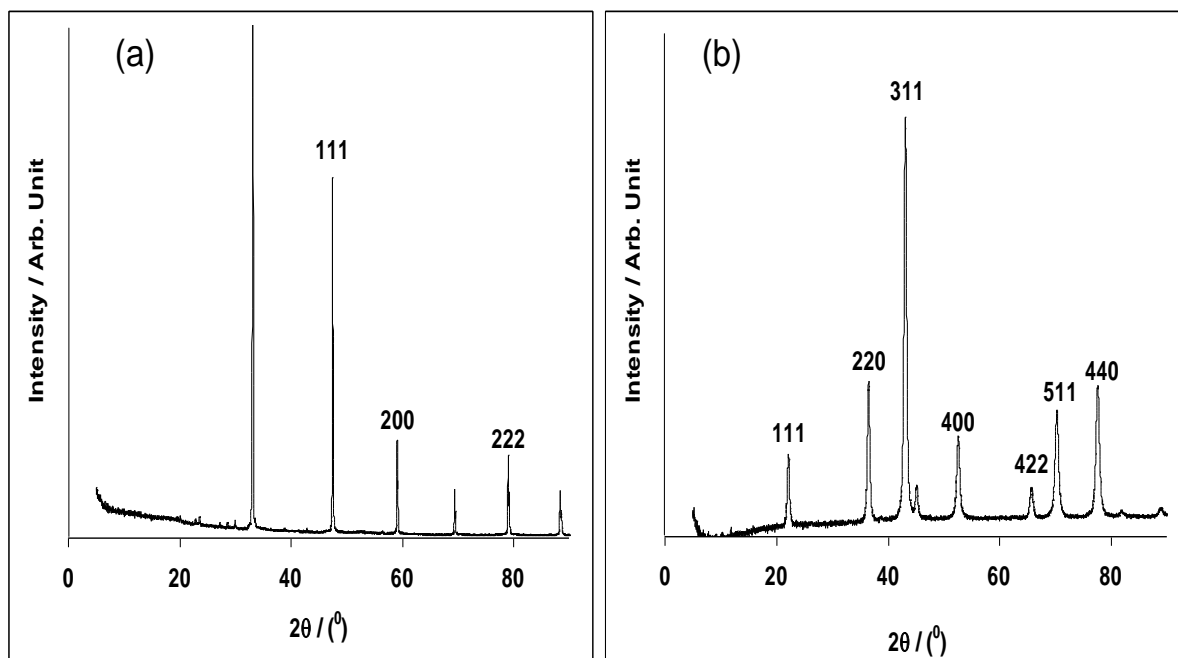 (a)
111
200
222
Intensity / Arb. Unit
0 20 40 60 80
2θ / (⁰)
(b)
311
220
111
400
422
511
440
Intensity / Arb. Unit
0 20 40 60 80
2θ / (⁰)